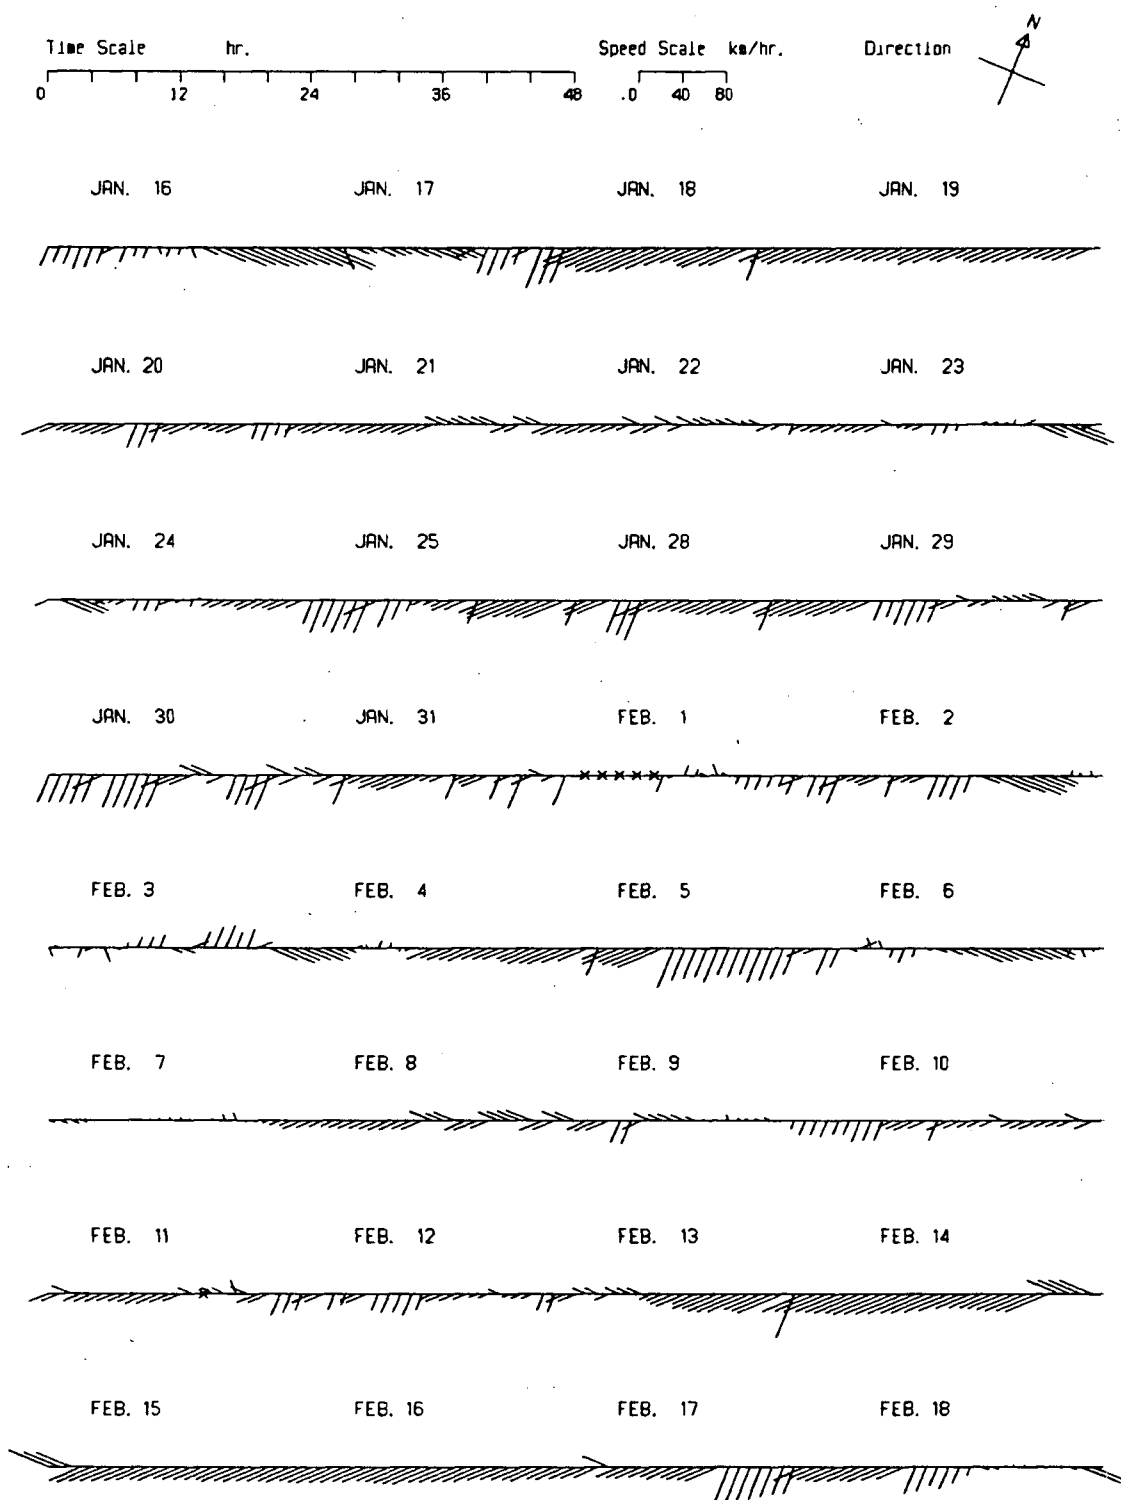 Time Scale hr. Speed Scale km/hr. Direction N
0 12 24 36 48 .0 40 80
JAN. 16 JAN. 17 JAN. 18 JAN. 19
JAN. 20 JAN. 21 JAN. 22 JAN. 23
JAN. 24 JAN. 25 JAN. 28 JAN. 29
JAN. 30 JAN. 31 FEB. 1 FEB. 2
FEB. 3 FEB. 4 FEB. 5 FEB. 6
FEB. 7 FEB. 8 FEB. 9 FEB. 10
FEB. 11 FEB. 12 FEB. 13 FEB. 14
FEB. 15 FEB. 16 FEB. 17 FEB. 18